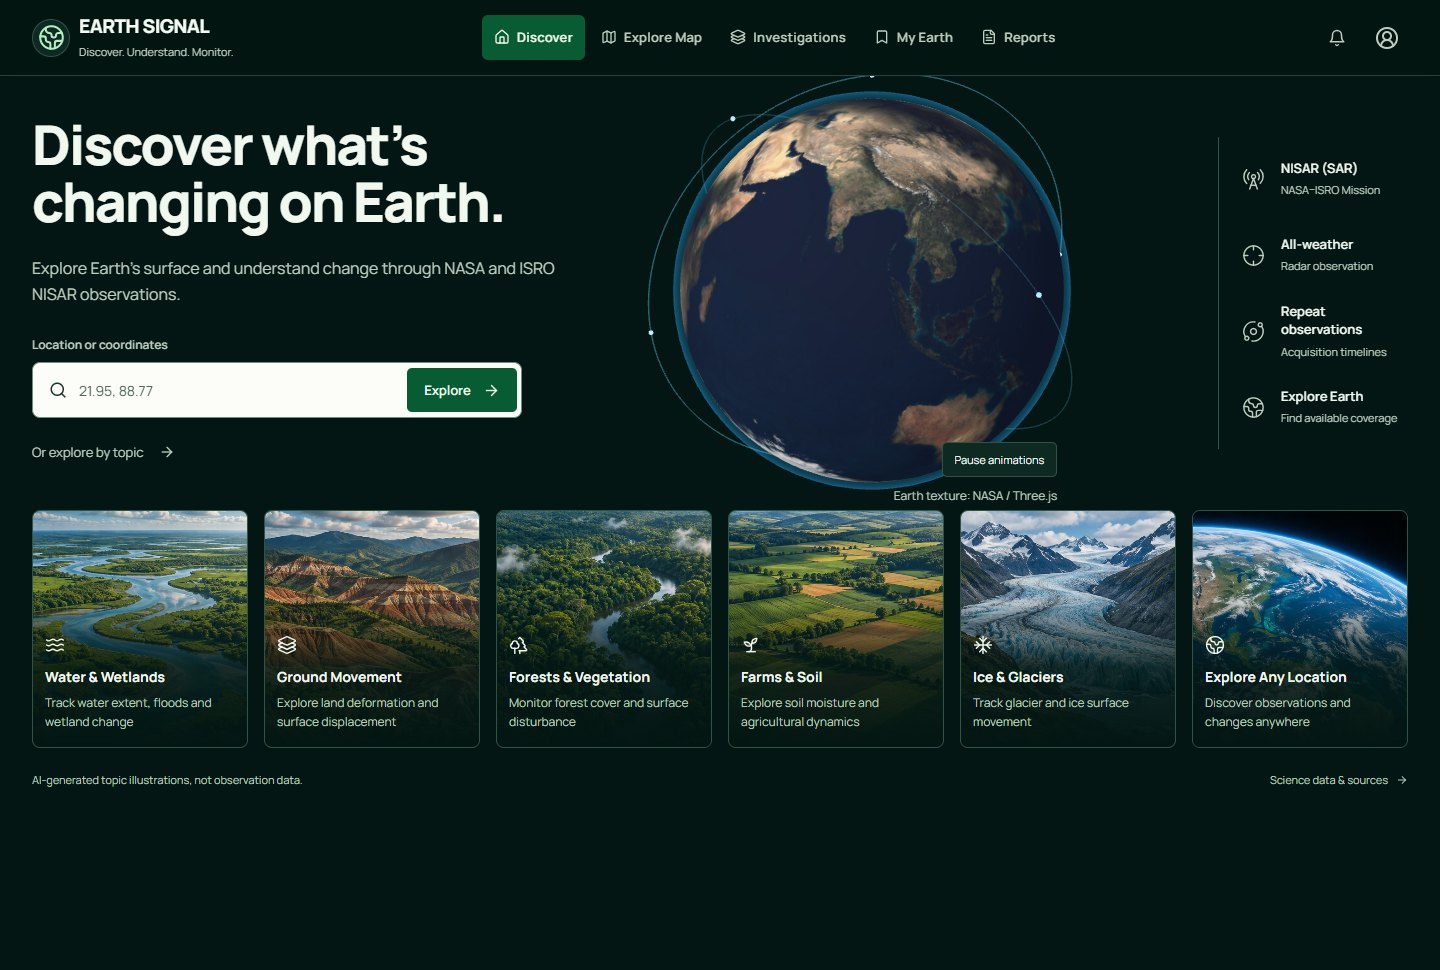 EARTH SIGNAL
Discover. Understand. Monitor.
Discover
Explore Map
Investigations
My Earth
Reports
Discover what’s
changing on Earth.
Explore Earth’s surface and understand change through NASA and ISRO
NISAR observations.
Location or coordinates
21.95, 88.77
Explore
Or explore by topic
NISAR (SAR)
NASA–ISRO Mission
All-weather
Radar observation
Repeat
observations
Acquisition timelines
Explore Earth
Find available coverage
Pause animations
Earth texture: NASA / Three.js
Water & Wetlands
Track water extent, floods and
wetland change
Ground Movement
Explore land deformation and
surface displacement
Forests & Vegetation
Monitor forest cover and surface
disturbance
Farms & Soil
Explore soil moisture and
agricultural dynamics
Ice & Glaciers
Track glacier and ice surface
movement
Explore Any Location
Discover observations and
changes anywhere
AI-generated topic illustrations, not observation data.
Science data & sources